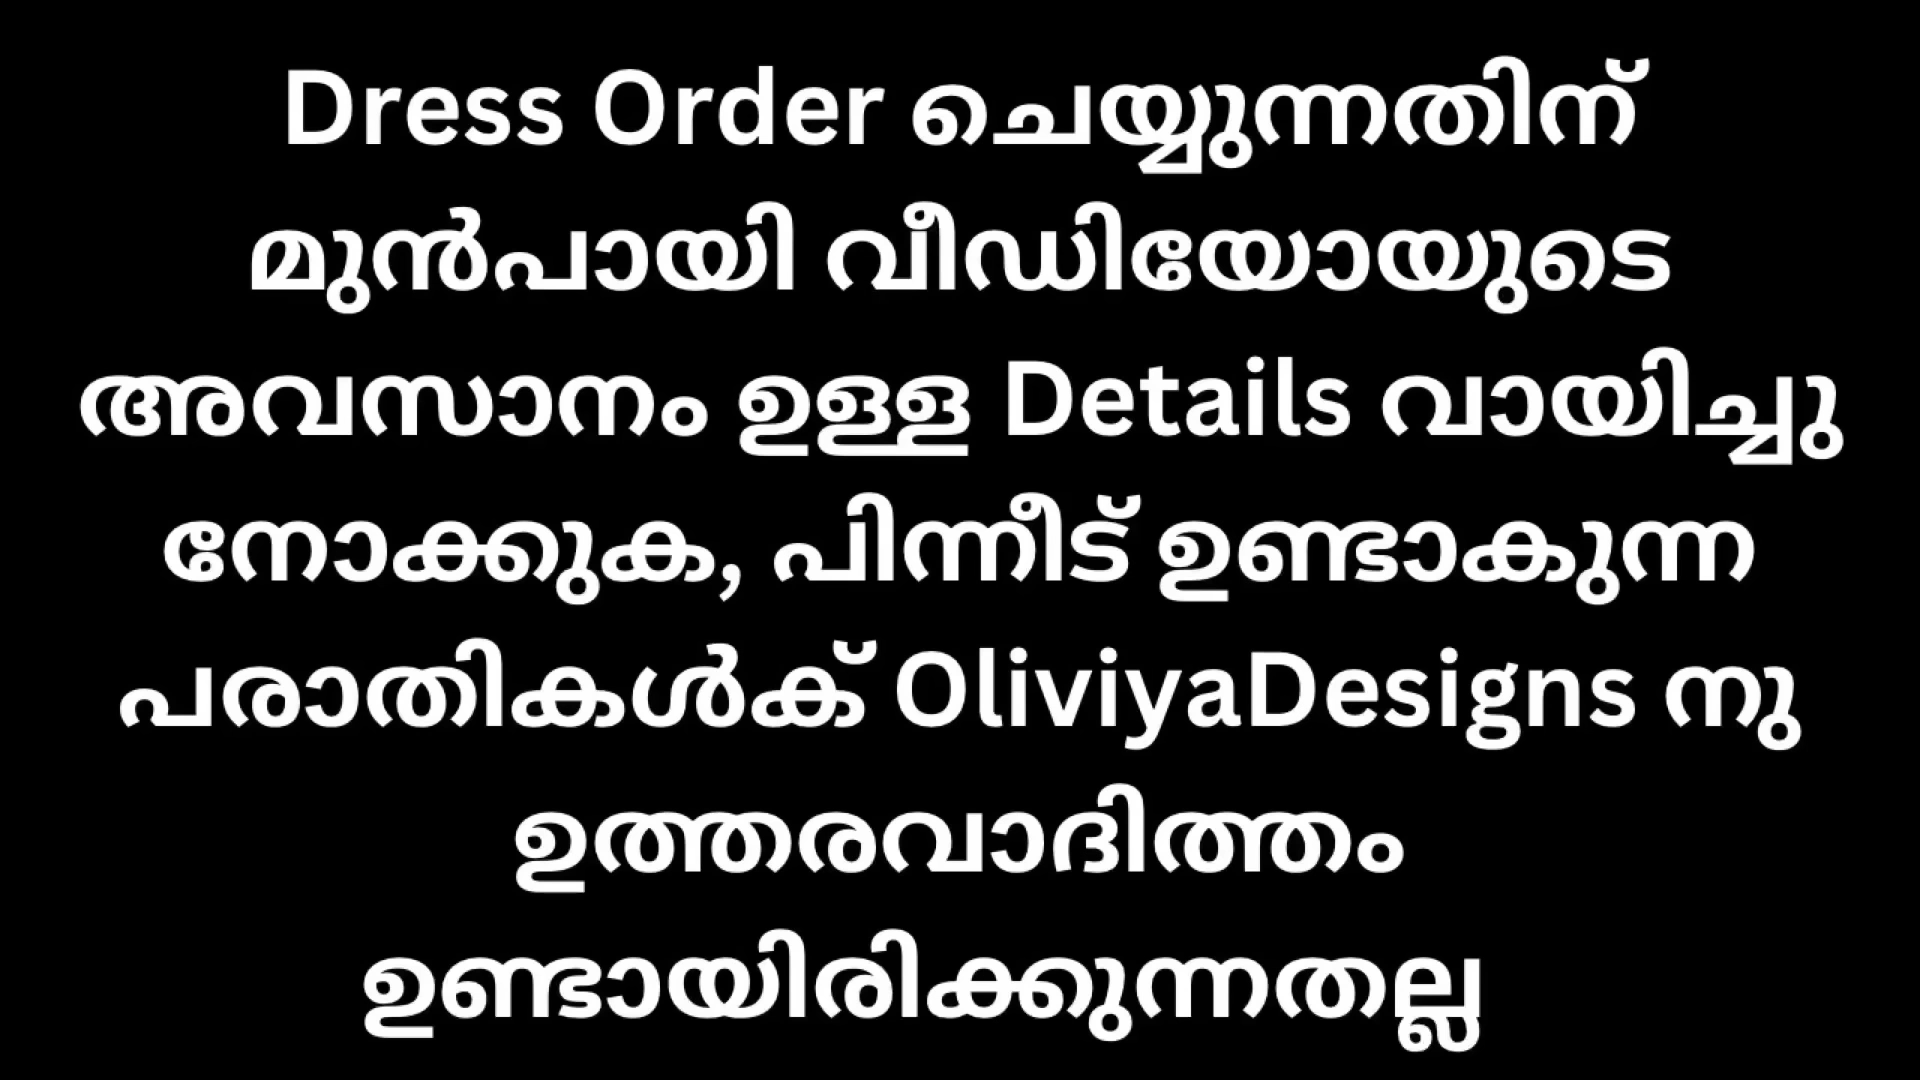 Dress Order ചെയ്യുന്നതിന്
മുൻപായി വീഡിയോയുടെ
അവസാനം ഉള്ള Details വായിച്ചു
നോക്കുക, പിന്നീട് ഉണ്ടാകുന്ന
പരാതികൾക് OliviyaDesigns നു
ഉത്തരവാദിത്തം
ഉണ്ടായിരിക്കുന്നതല്ല